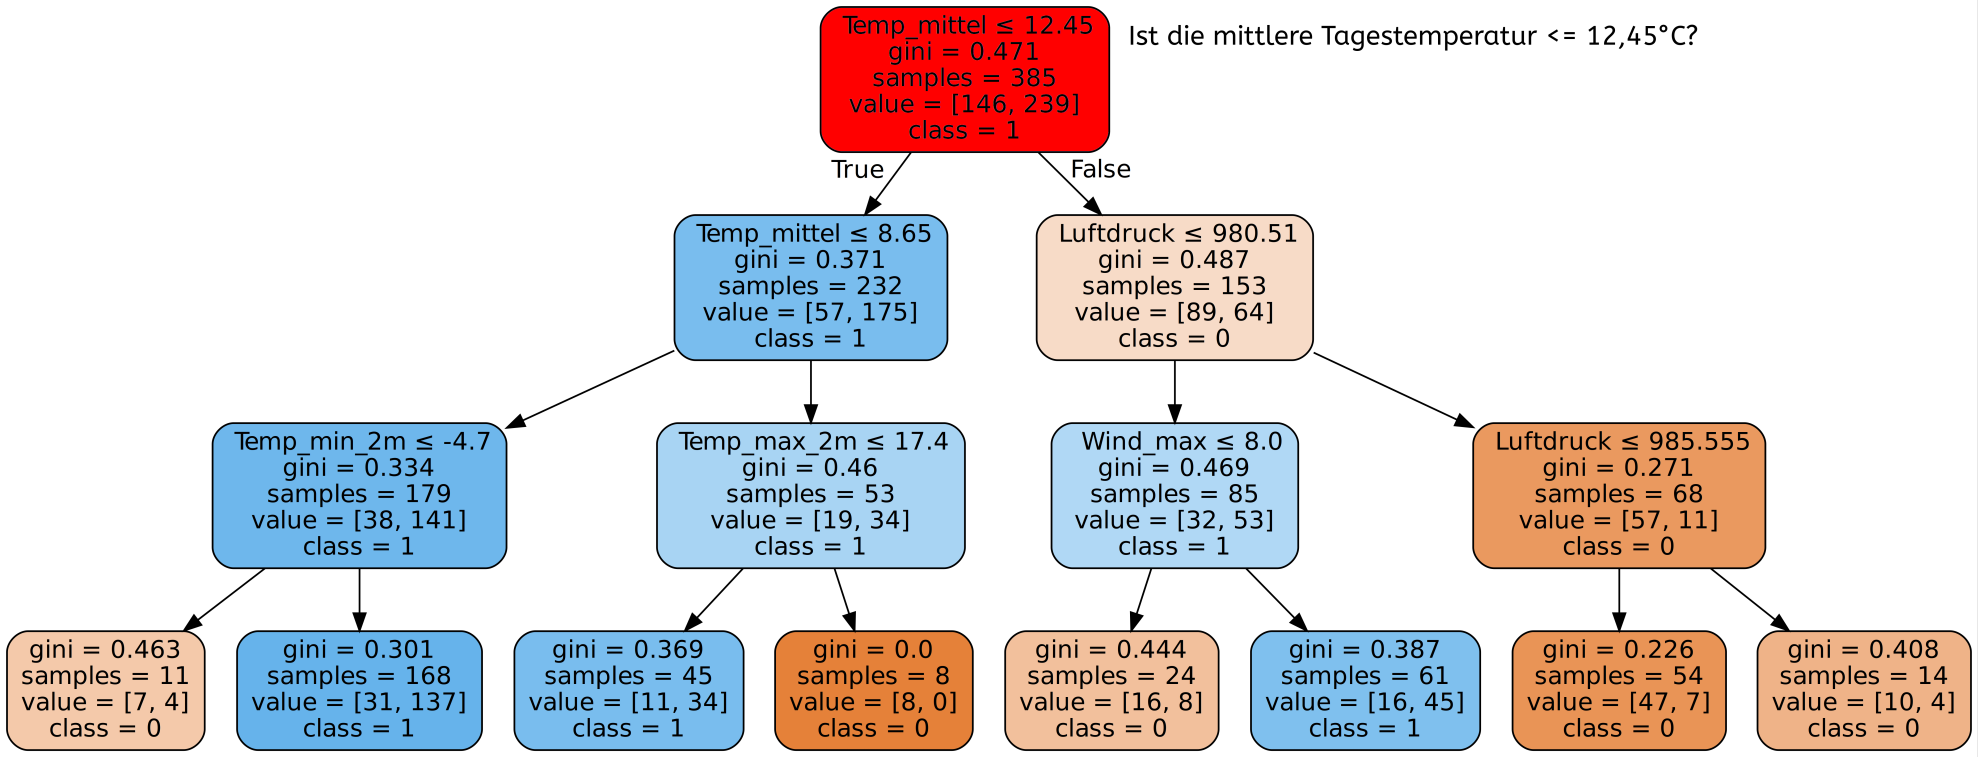 Temp_mittel ≤ 12.45
gini = 0.471
samples = 385
value = [146, 239]
class = 1
Ist die mittlere Tagestemperatur <= 12,45°C?
True
False
Temp_mittel ≤ 8.65
gini = 0.371
samples = 232
value = [57, 175]
class = 1
Luftdruck ≤ 980.51
gini = 0.487
samples = 153
value = [89, 64]
class = 0
Temp_min_2m ≤ -4.7
gini = 0.334
samples = 179
value = [38, 141]
class = 1
Temp_max_2m ≤ 17.4
gini = 0.46
samples = 53
value = [19, 34]
class = 1
Wind_max ≤ 8.0
gini = 0.469
samples = 85
value = [32, 53]
class = 1
Luftdruck ≤ 985.555
gini = 0.271
samples = 68
value = [57, 11]
class = 0
gini = 0.463
samples = 11
value = [7, 4]
class = 0
gini = 0.301
samples = 168
value = [31, 137]
class = 1
gini = 0.369
samples = 45
value = [11, 34]
class = 1
gini = 0.0
samples = 8
value = [8, 0]
class = 0
gini = 0.444
samples = 24
value = [16, 8]
class = 0
gini = 0.387
samples = 61
value = [16, 45]
class = 1
gini = 0.226
samples = 54
value = [47, 7]
class = 0
gini = 0.408
samples = 14
value = [10, 4]
class = 0